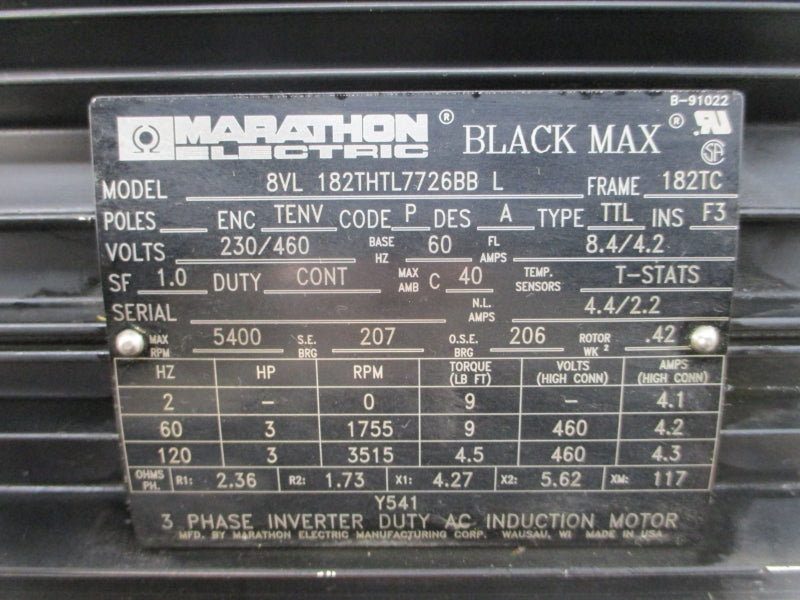 B-91022
MARATHON ELECTRIC ® BLACK MAX ®
MODEL 8VL 182THTL7726BB L FRAME 182TC
POLES ENC TENV CODE P DES A TYPE TTL INS F3
VOLTS 230/460 BASE HZ 60 FL AMPS 8.4/4.2
SF 1.0 DUTY CONT MAX AMB C 40 TEMP. SENSORS T-STATS
SERIAL N.L. AMPS 4.4/2.2
MAX RPM 5400 S.E. BRG 207 O.S.E. BRG 206 ROTOR WK² .42
HZ HP RPM TORQUE (LB FT) VOLTS (HIGH CONN) AMPS (HIGH CONN)
2 – 0 9 – 4.1
60 3 1755 9 460 4.2
120 3 3515 4.5 460 4.3
OHMS PH. R1: 2.36 R2: 1.73 X1: 4.27 X2: 5.62 XM: 117
Y541
3 PHASE INVERTER DUTY AC INDUCTION MOTOR
MFD. BY MARATHON ELECTRIC MANUFACTURING CORP. WAUSAU, WI MADE IN USA